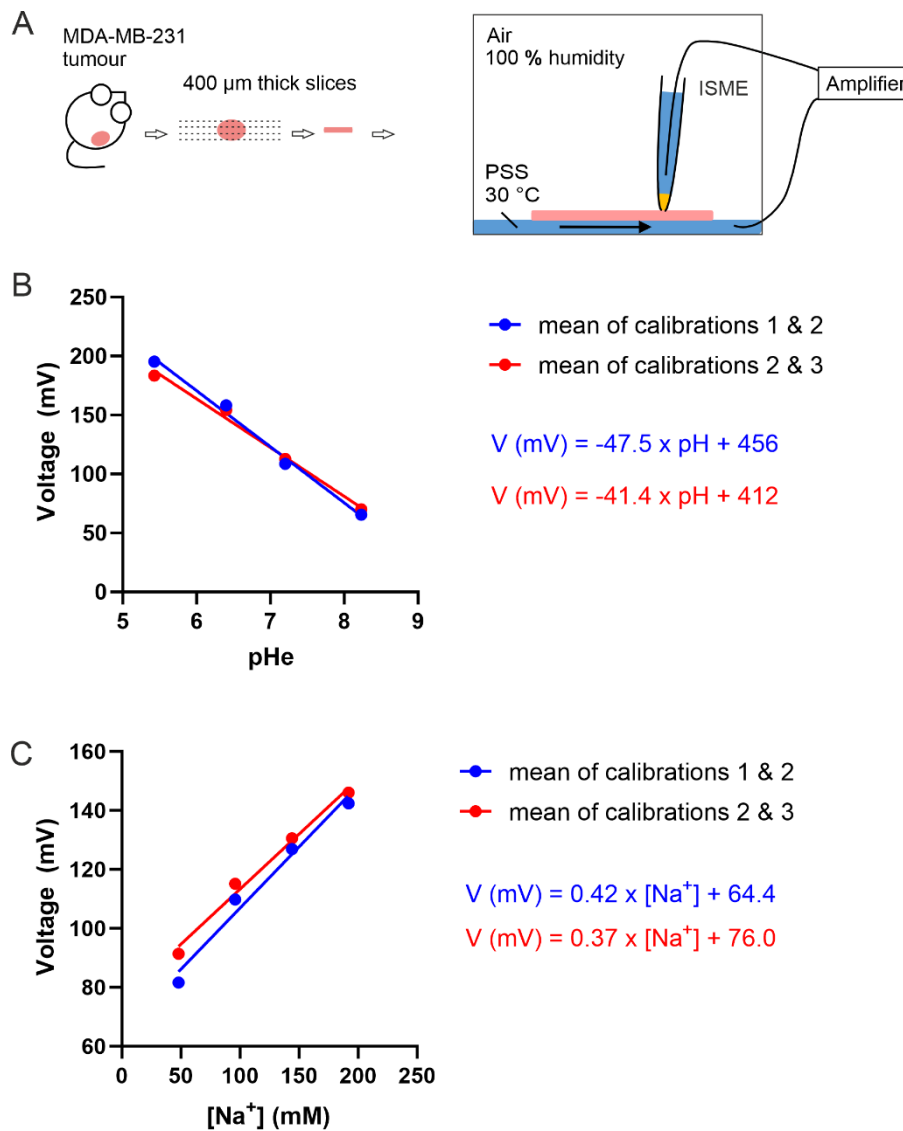 A
MDA-MB-231
tumour
400 µm thick slices
Air
100 % humidity
ISME
Amplifier
PSS
30 °C
B
250
200
150
100
50
0
Voltage (mV)
5 6 7 8 9
pHe
mean of calibrations 1 & 2
mean of calibrations 2 & 3
V (mV) = -47.5 x pH + 456
V (mV) = -41.4 x pH + 412
C
160
140
120
100
80
60
Voltage (mV)
0 50 100 150 200 250
[Na⁺] (mM)
mean of calibrations 1 & 2
mean of calibrations 2 & 3
V (mV) = 0.42 x [Na⁺] + 64.4
V (mV) = 0.37 x [Na⁺] + 76.0